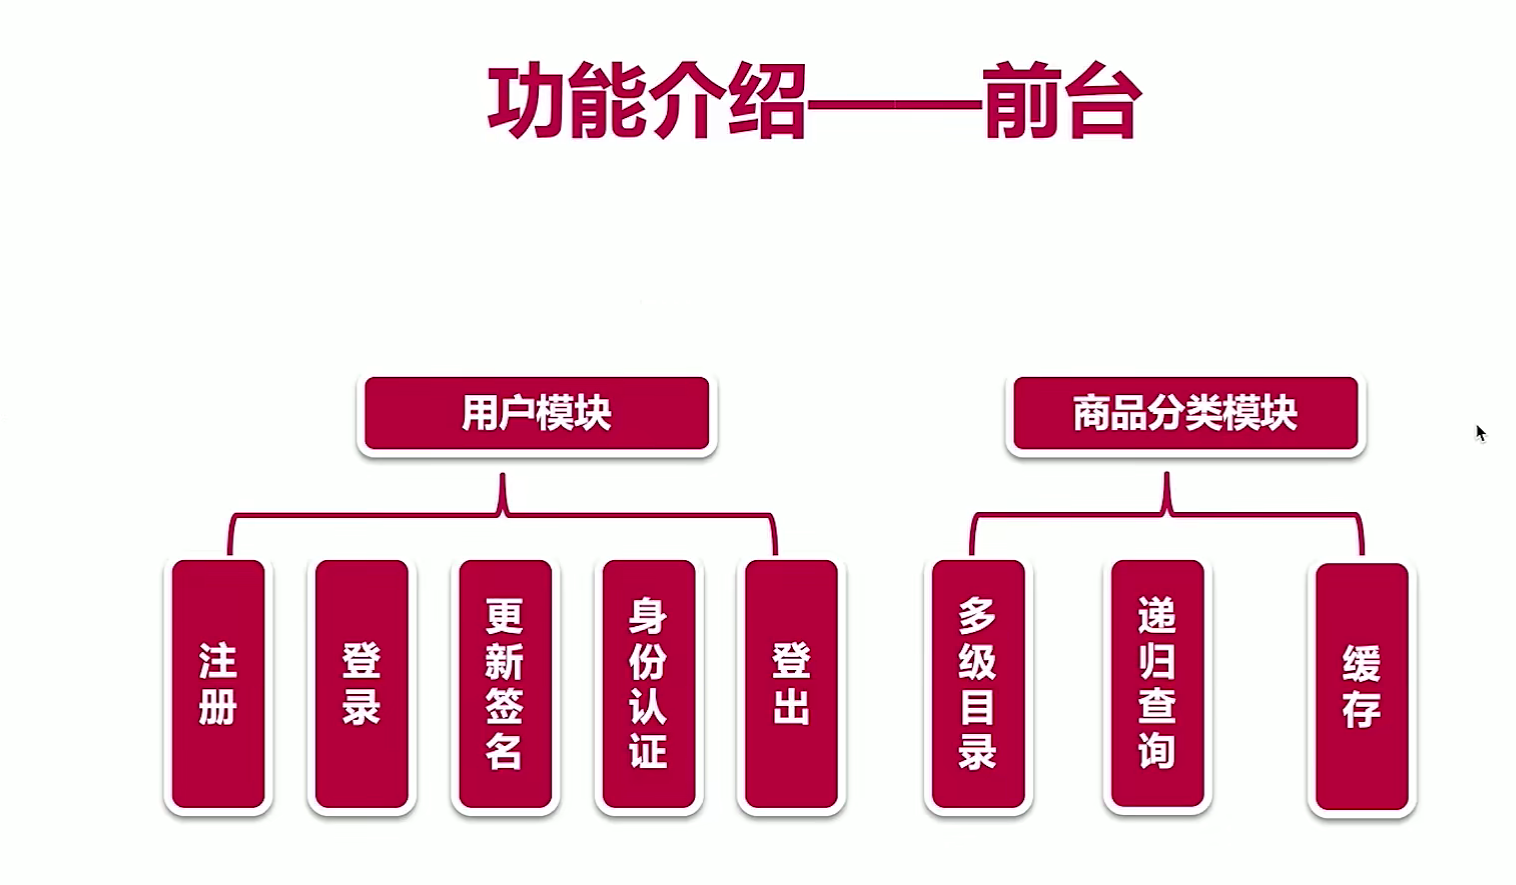 功能介绍——前台
用户模块
商品分类模块
注册
登录
更新签名
身份认证
登出
多级目录
递归查询
缓存